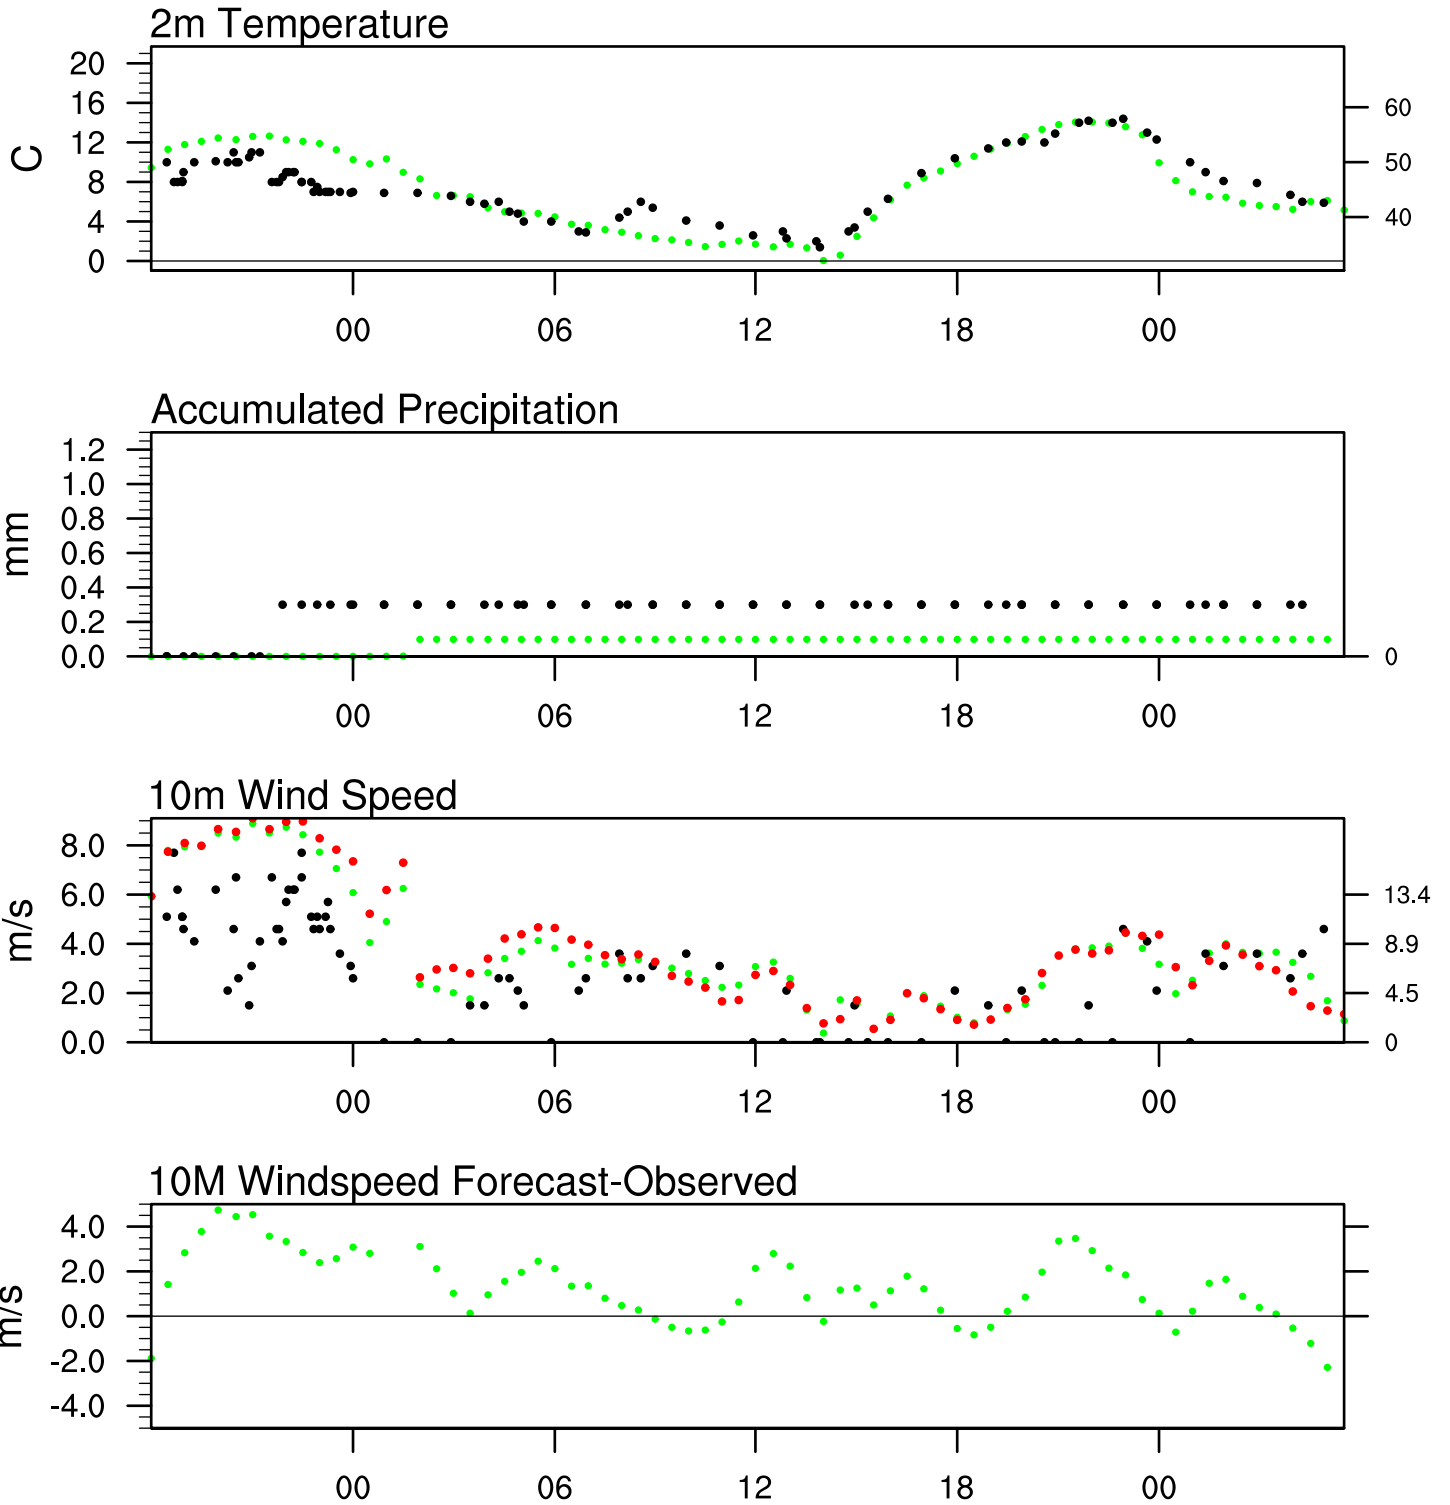 2m Temperature
20
16
12
8
4
0
C
60
50
40
00 06 12 18 00
Accumulated Precipitation
1.2
1.0
0.8
0.6
0.4
0.2
0.0
mm
0
00 06 12 18 00
10m Wind Speed
8.0
6.0
4.0
2.0
0.0
m/s
13.4
8.9
4.5
0
00 06 12 18 00
10M Windspeed Forecast-Observed
4.0
2.0
0.0
-2.0
-4.0
m/s
00 06 12 18 00